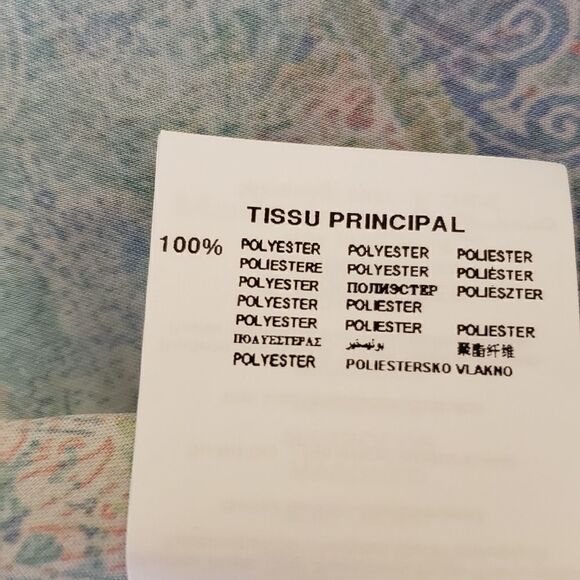 TISSU PRINCIPAL
100% POLYESTER POLYESTER POLIESTER
POLIESTERE POLYESTER POLIÉSTER
POLYESTER ПОЛИЭСТЕР POLIÉSZTER
POLYESTER POLIESTER
POLYESTER POLIESTER POLIESTER
ΠΟΛΥΕΣΤΕΡΑΣ 聚酯纤维
POLYESTER POLIESTERSKO VLAKNO